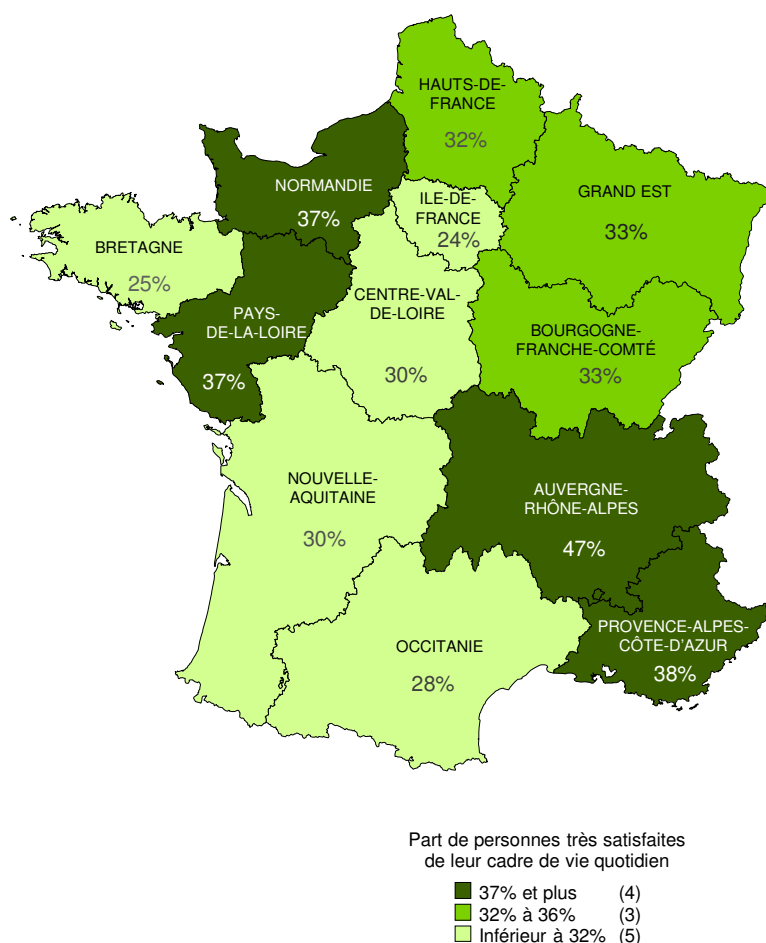 HAUTS-DE-
FRANCE
32%
NORMANDIE
37%
ILE-DE-
FRANCE
24%
GRAND EST
33%
BRETAGNE
25%
PAYS-
DE-LA-LOIRE
37%
CENTRE-VAL-
DE-LOIRE
30%
BOURGOGNE-
FRANCHE-COMTÉ
33%
NOUVELLE-
AQUITAINE
30%
AUVERGNE-
RHÔNE-ALPES
47%
OCCITANIE
28%
PROVENCE-ALPES-
CÔTE-D'AZUR
38%
Part de personnes très satisfaites
de leur cadre de vie quotidien
37% et plus (4)
32% à 36% (3)
Inférieur à 32% (5)